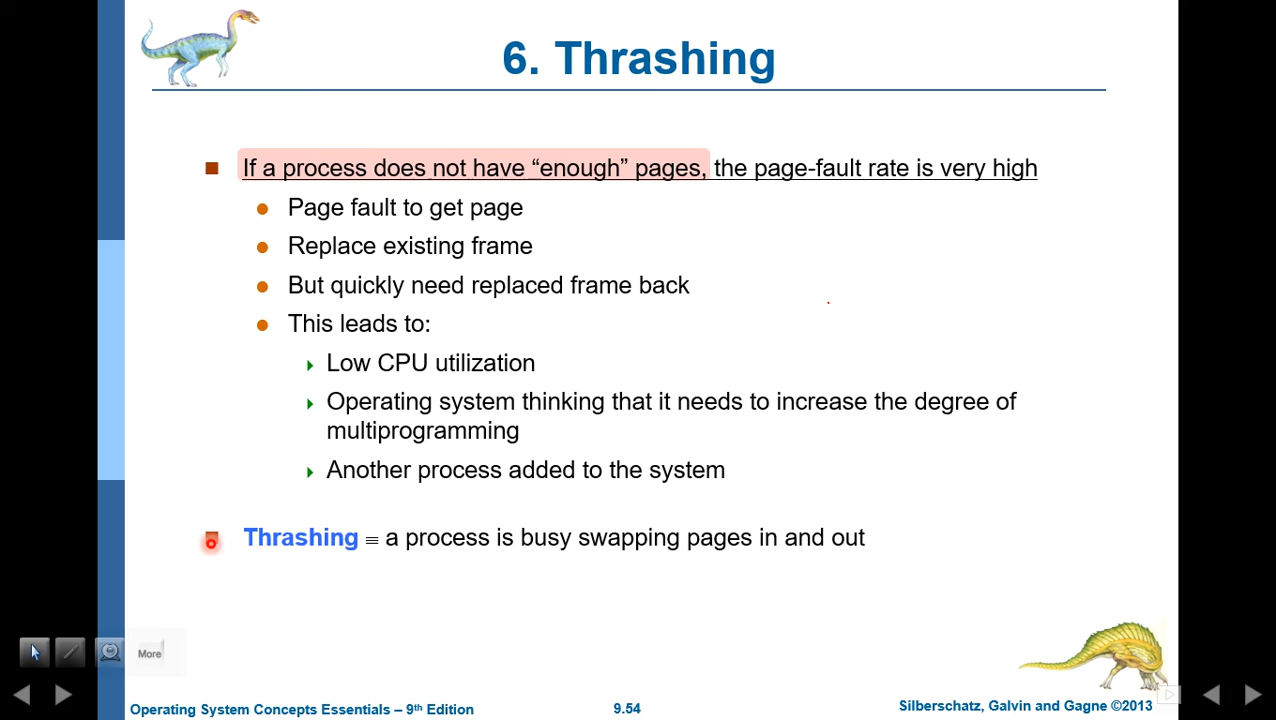 6. Thrashing
If a process does not have “enough” pages, the page-fault rate is very high
Page fault to get page
Replace existing frame
But quickly need replaced frame back
This leads to:
Low CPU utilization
Operating system thinking that it needs to increase the degree of
multiprogramming
Another process added to the system
Thrashing ≡ a process is busy swapping pages in and out
More
Operating System Concepts Essentials – 9th Edition
9.54
Silberschatz, Galvin and Gagne ©2013